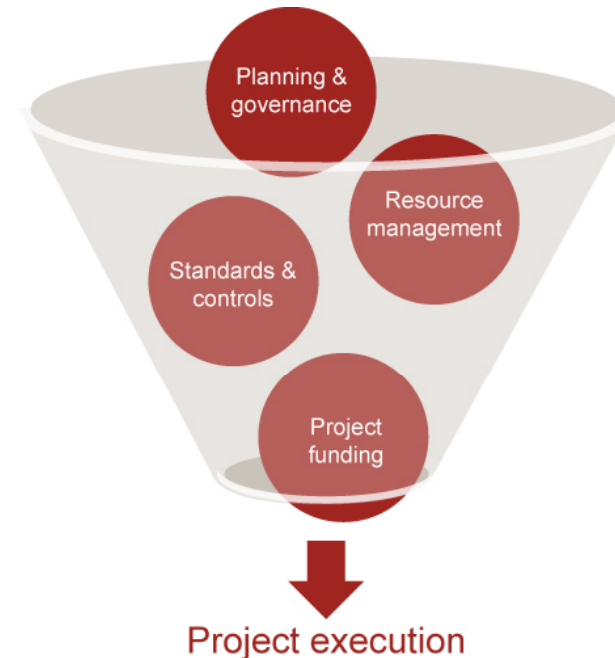 Planning &
governance
Resource
management
Standards &
controls
Project
funding
Project execution